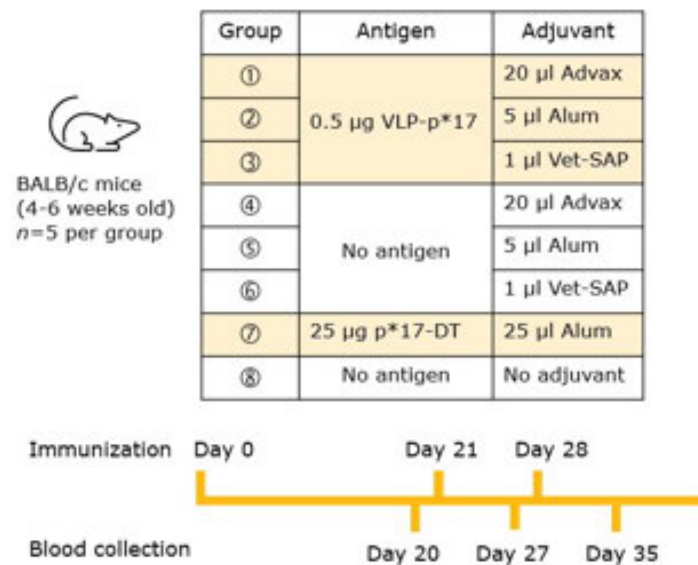 Group Antigen Adjuvant
① 0.5 µg VLP-p*17 20 µl Advax
② 5 µl Alum
③ 1 µl Vet-SAP
④ No antigen 20 µl Advax
⑤ 5 µl Alum
⑥ 1 µl Vet-SAP
⑦ 25 µg p*17-DT 25 µl Alum
⑧ No antigen No adjuvant
BALB/c mice
(4-6 weeks old)
n=5 per group
Immunization Day 0 Day 21 Day 28
Blood collection Day 20 Day 27 Day 35